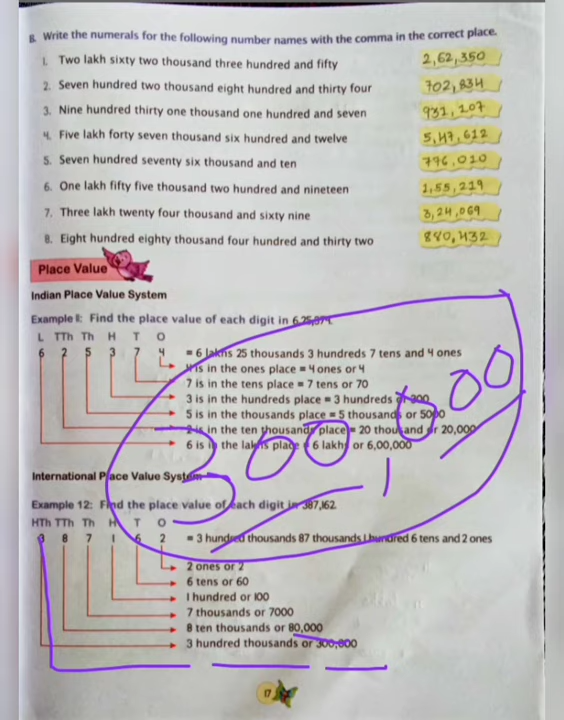 B. Write the numerals for the following number names with the comma in the correct place.
1. Two lakh sixty two thousand three hundred and fifty 2,62,350
2. Seven hundred two thousand eight hundred and thirty four 702,834
3. Nine hundred thirty one thousand one hundred and seven 931,207
4. Five lakh forty seven thousand six hundred and twelve 5,47,612
5. Seven hundred seventy six thousand and ten 776,010
6. One lakh fifty five thousand two hundred and nineteen 1,55,219
7. Three lakh twenty four thousand and sixty nine 3,24,069
8. Eight hundred eighty thousand four hundred and thirty two 880,432
Place Value
Indian Place Value System
Example 11: Find the place value of each digit in 6,25,374.
L TTh Th H T O
6 2 5 3 7 4 = 6 lakhs 25 thousands 3 hundreds 7 tens and 4 ones
4 is in the ones place = 4 ones or 4
7 is in the tens place = 7 tens or 70
3 is in the hundreds place = 3 hundreds or 300
5 is in the thousands place = 5 thousands or 5000
2 is in the ten thousands place = 20 thousand or 20,000
6 is in the lakhs place = 6 lakhs or 6,00,000
300,000
International Place Value System
Example 12: Find the place value of each digit in 387,162.
HTh TTh Th H T O
3 8 7 1 6 2 = 3 hundred thousands 87 thousands 1 hundred 6 tens and 2 ones
2 ones or 2
6 tens or 60
1 hundred or 100
7 thousands or 7000
8 ten thousands or 80,000
3 hundred thousands or 300,000
17